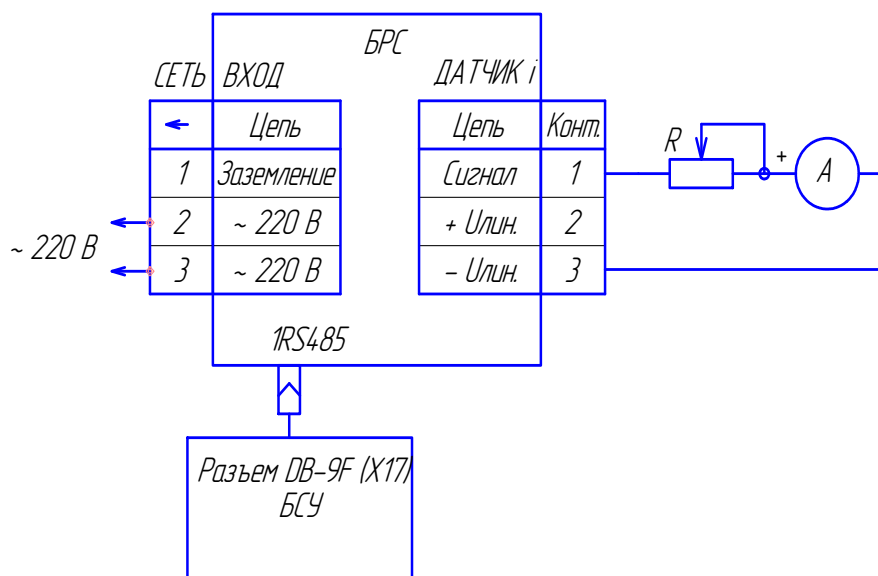 БРС
СЕТЬ ВХОД ДАТЧИК i
Цепь Цепь Конт.
1 Заземление Сигнал 1 R + А
2 ~ 220 В + Uлин. 2
~ 220 В
3 ~ 220 В – Uлин. 3
1RS485
Разъем DB-9F (X17)
БСУ